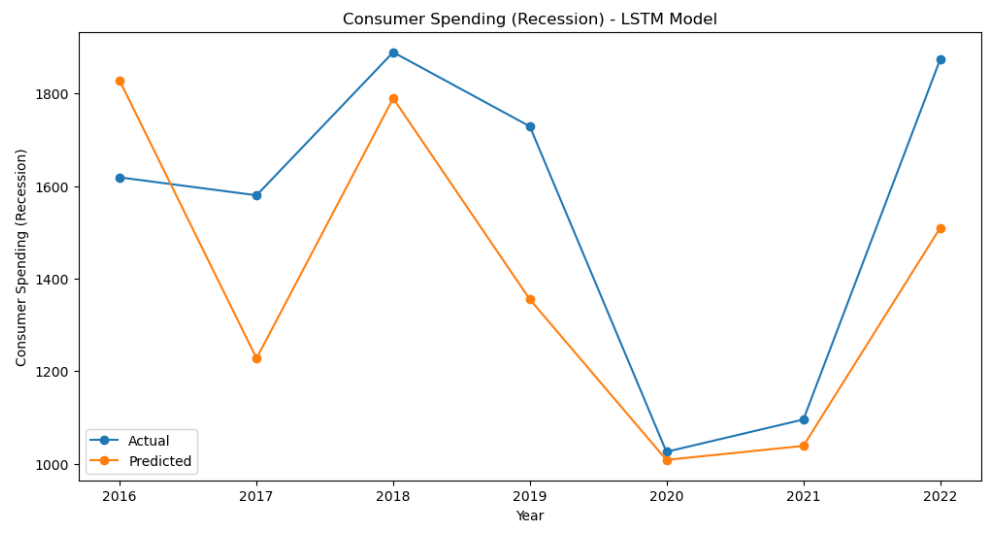 Consumer Spending (Recession) - LSTM Model
Consumer Spending (Recession)
1800
1600
1400
1200
1000
Actual
Predicted
2016 2017 2018 2019 2020 2021 2022
Year